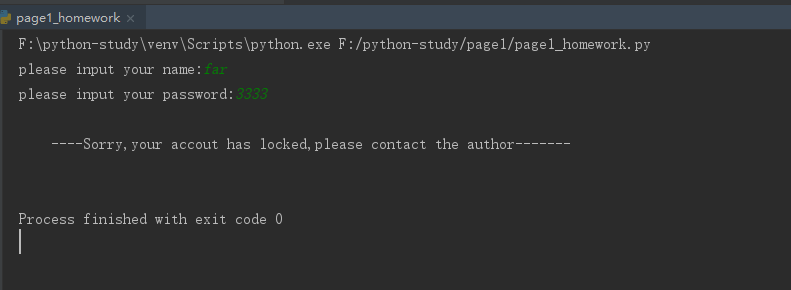 page1_homework ×
F:\python-study\venv\Scripts\python.exe F:/python-study/page1/page1_homework.py
please input your name:far
please input your password:3333
----Sorry,your accout has locked,please contact the author-------
Process finished with exit code 0